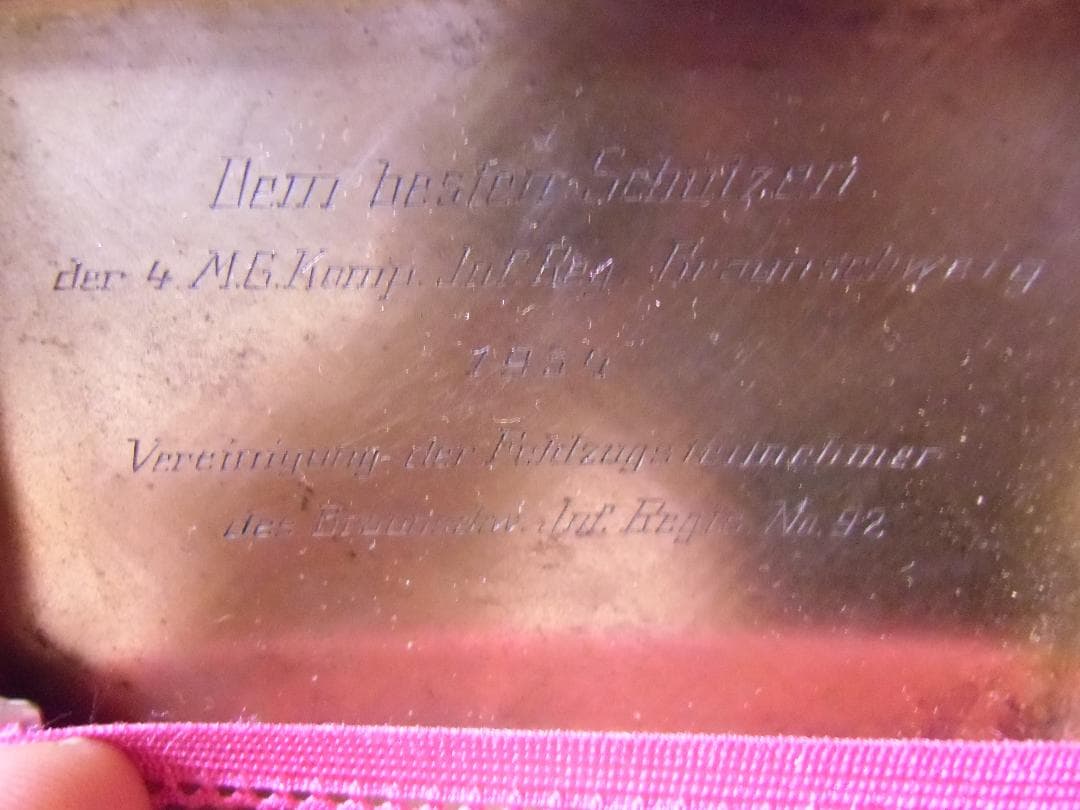 Dem besten Schützen
der 4. M.G. Komp. Inf. Reg. Braunschweig
1934
Vereinigung der Feldzugsteilnehmer
des Braunschw. Inf. Regts. No. 92